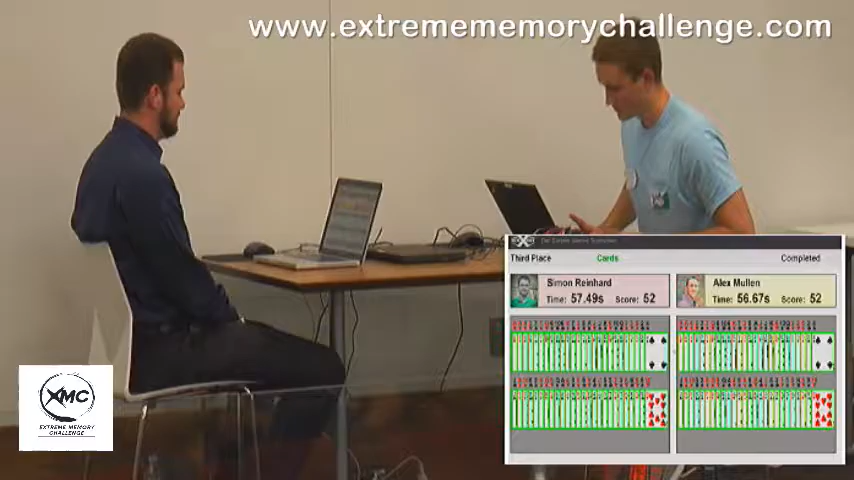 www.extremememorychallenge.com
Third Place
Cards
Completed
Simon Reinhard
Time: 57.49s Score: 52
Alex Mullen
Time: 56.67s Score: 52
XMC
EXTREME MEMORY
CHALLENGE